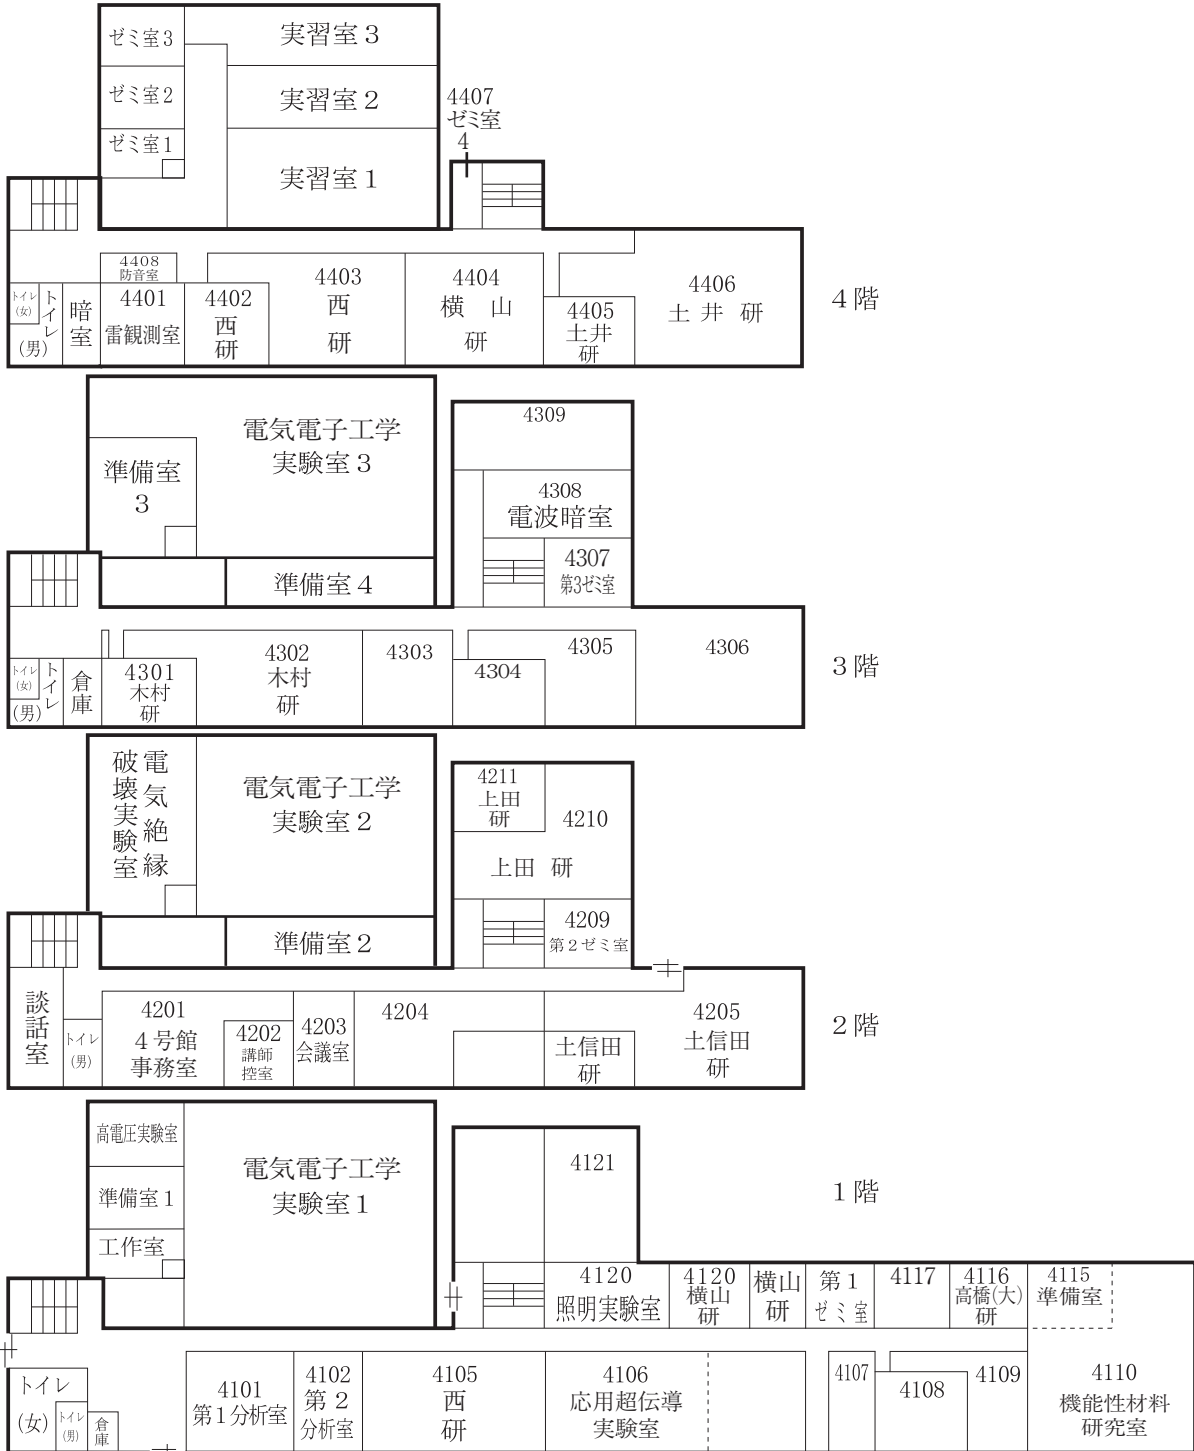 ゼミ室3
実習室3
ゼミ室2
実習室2
4407
ゼミ室
4
ゼミ室1
実習室1
4408
防音室
4401
雷観測室
4402
西
研
4403
西
研
4404
横山
研
4405
土井
研
4406
土井研
トイレ
(女)
トイレ
(男)
暗室
4階
電気電子工学
実験室3
準備室
3
準備室4
4309
4308
電波暗室
4307
第3ゼミ室
トイレ
(女)
トイレ
(男)
倉庫
4301
木村
研
4302
木村
研
4303
4304
4305
4306
3階
電気絶縁
破壊実験室
電気電子工学
実験室2
準備室2
4211
上田
研
4210
上田研
4209
第2ゼミ室
談話室
トイレ
(男)
4201
4号館
事務室
4202
講師
控室
4203
会議室
4204
土信田
研
4205
土信田
研
2階
高電圧実験室
準備室1
工作室
電気電子工学
実験室1
4121
1階
4120
照明実験室
4120
横山
研
横山
研
第1
ゼミ室
4117
4116
高橋(大)
研
4115
準備室
トイレ
(女)
トイレ
(男)
倉庫
4101
第1分析室
4102
第2
分析室
4105
西
研
4106
応用超伝導
実験室
4107
4108
4109
4110
機能性材料
研究室